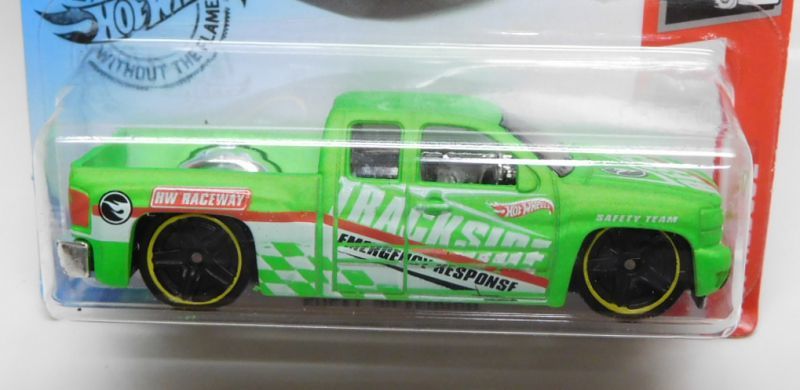 HOT WHEELS
WITHOUT THE FLAME
HW RACEWAY
TRACKSIDE
HOT WHEELS
SAFETY TEAM
EMERGENCY RESPONSE